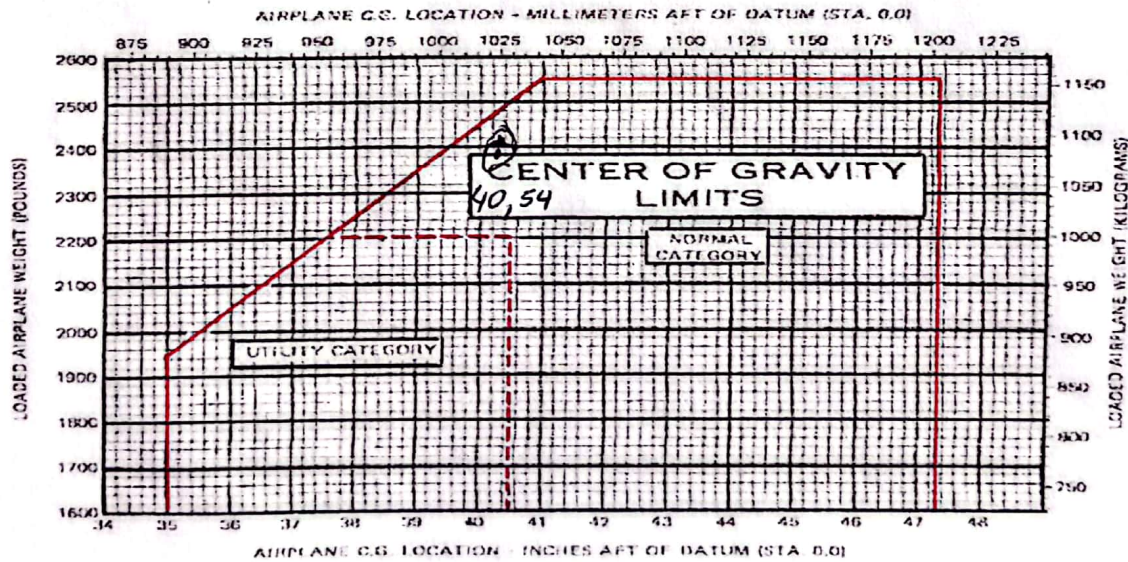 AIRPLANE C.G. LOCATION - MILLIMETERS AFT OF DATUM (STA. 0.0)
875 900 925 950 975 1000 1025 1050 1075 1100 1125 1150 1175 1200 1225
2600
2500
2400
2300
2200
2100
2000
1900
1800
1700
1600
LOADED AIRPLANE WEIGHT (POUNDS)
CENTER OF GRAVITY
LIMITS
40,54
NORMAL
CATEGORY
UTILITY CATEGORY
1150
1100
1050
1000
950
900
850
800
750
LOADED AIRPLANE WEIGHT (KILOGRAMS)
34 35 36 37 38 39 40 41 42 43 44 45 46 47 48
AIRPLANE C.G. LOCATION - INCHES AFT OF DATUM (STA. 0.0)